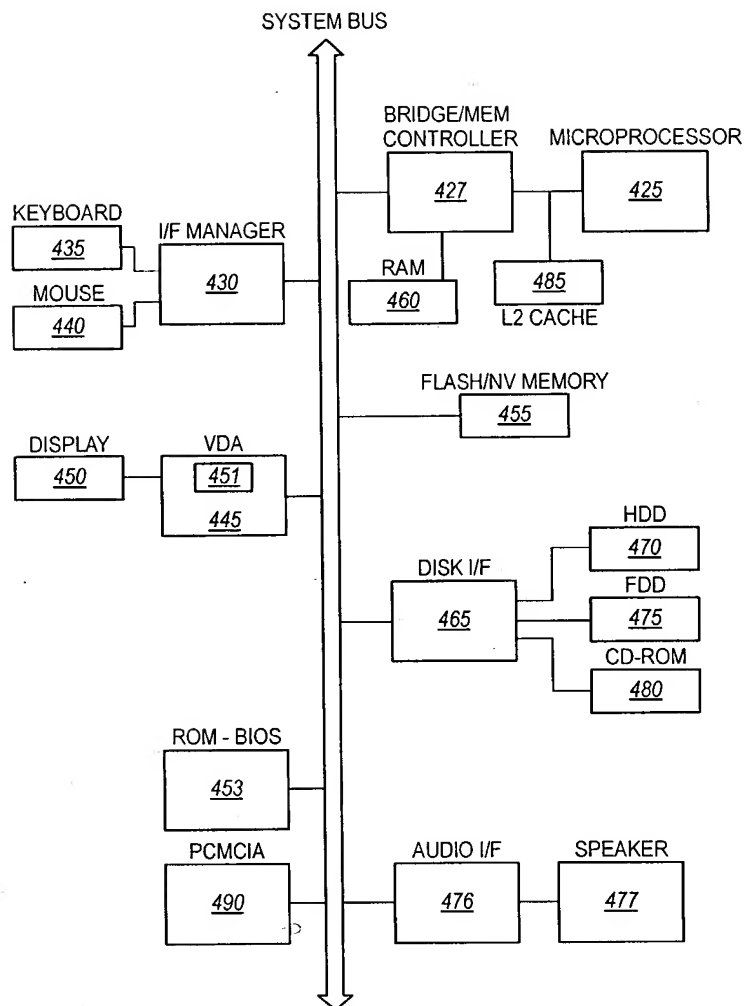 SYSTEM BUS
BRIDGE/MEM
CONTROLLER
427
MICROPROCESSOR
425
KEYBOARD
435
I/F MANAGER
430
MOUSE
440
RAM
460
485
L2 CACHE
FLASH/NV MEMORY
455
DISPLAY
450
VDA
451
445
HDD
470
DISK I/F
465
FDD
475
CD-ROM
480
ROM - BIOS
453
PCMCIA
490
AUDIO I/F
476
SPEAKER
477